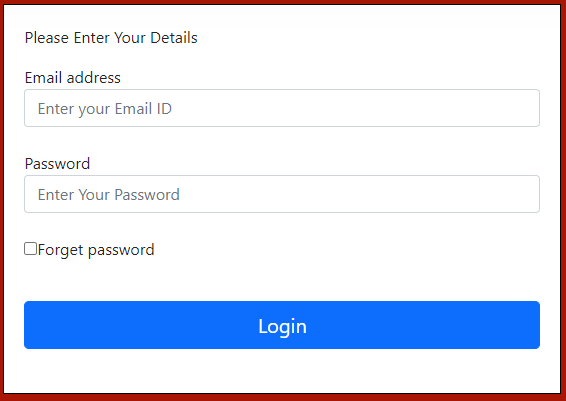 Please Enter Your Details
Email address
Enter your Email ID
Password
Enter Your Password
Forget password
Login